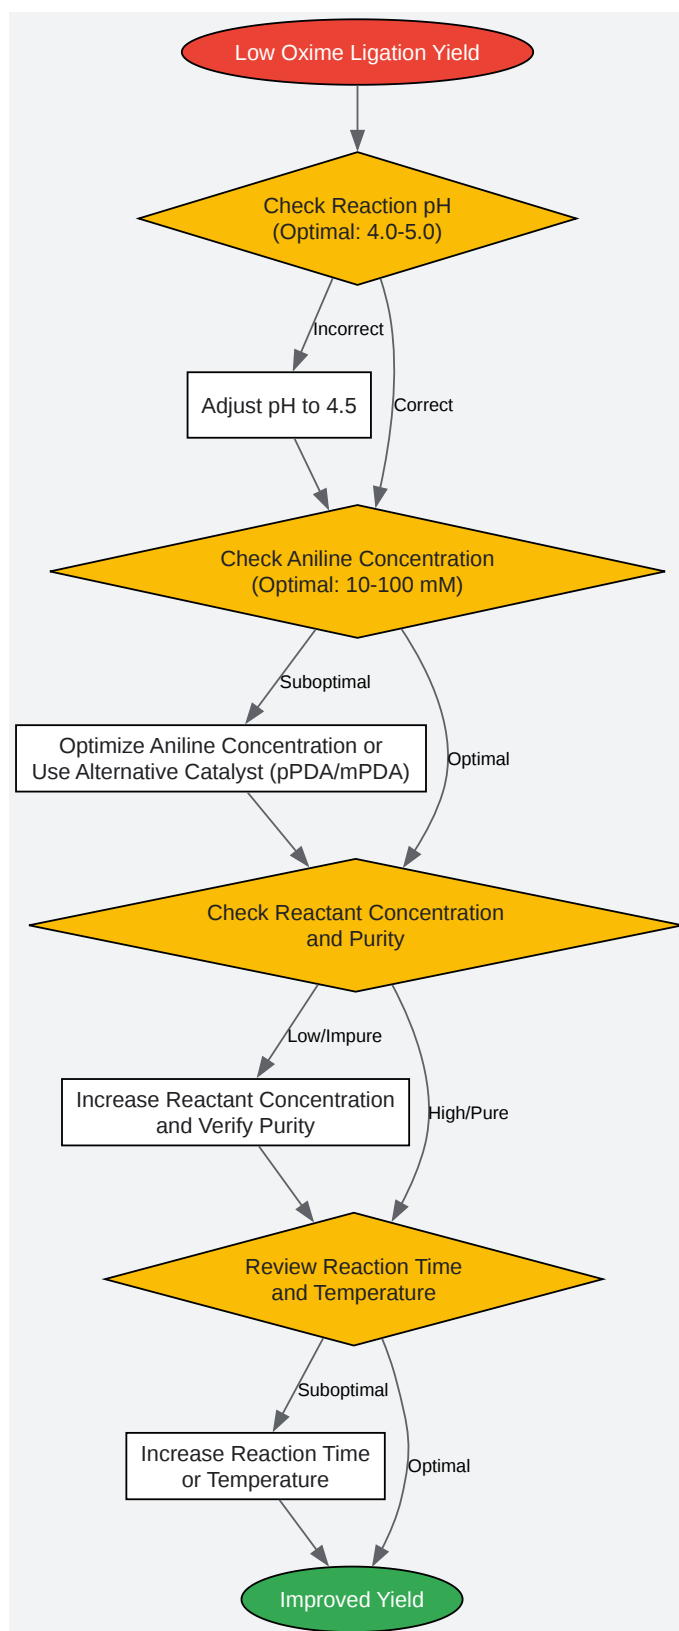 Low Oxime Ligation Yield
Check Reaction pH
(Optimal: 4.0-5.0)
Incorrect
Adjust pH to 4.5
Correct
Check Aniline Concentration
(Optimal: 10-100 mM)
Suboptimal
Optimize Aniline Concentration or
Use Alternative Catalyst (pPDA/mPDA)
Optimal
Check Reactant Concentration
and Purity
Low/Impure
Increase Reactant Concentration
and Verify Purity
High/Pure
Review Reaction Time
and Temperature
Suboptimal
Increase Reaction Time
or Temperature
Optimal
Improved Yield